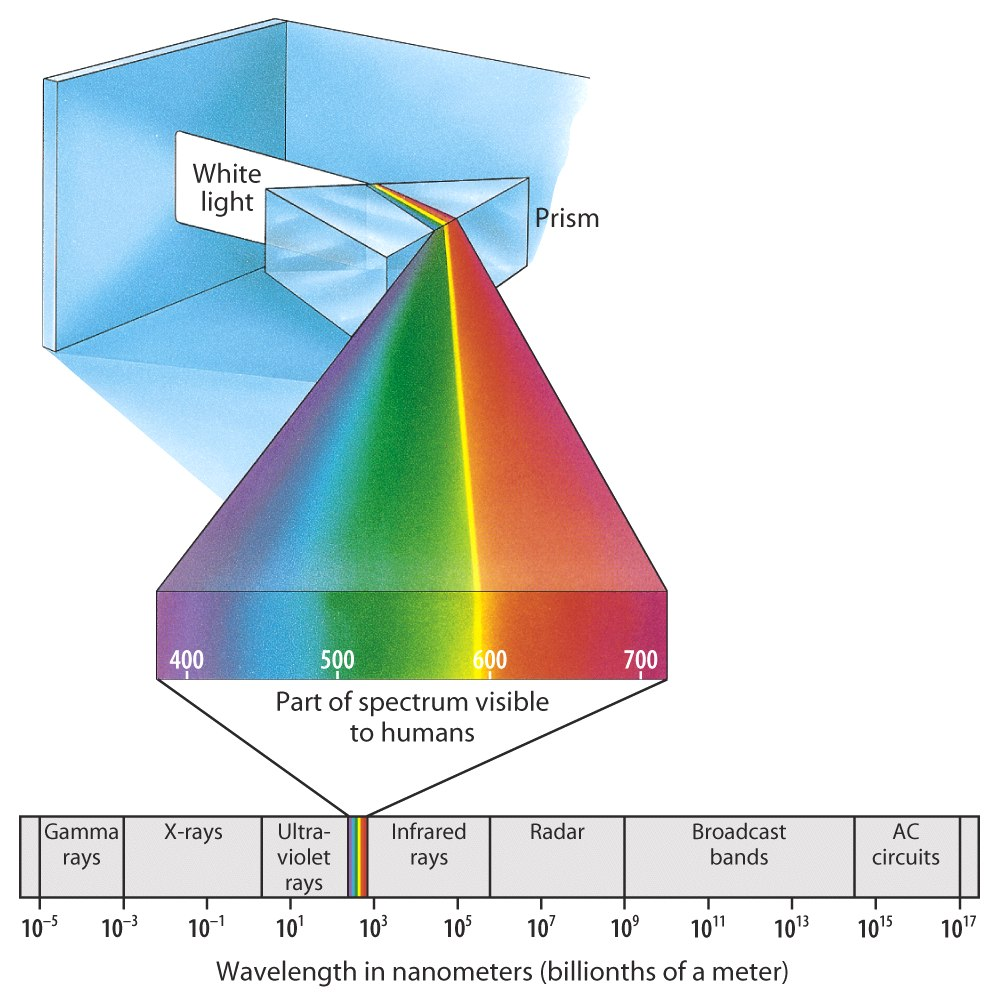 White
light
Prism
400 500 600 700
Part of spectrum visible
to humans
Gamma
rays
X-rays
Ultra-
violet
rays
Infrared
rays
Radar
Broadcast
bands
AC
circuits
10⁻⁵ 10⁻³ 10⁻¹ 10¹ 10³ 10⁵ 10⁷ 10⁹ 10¹¹ 10¹³ 10¹⁵ 10¹⁷
Wavelength in nanometers (billionths of a meter)